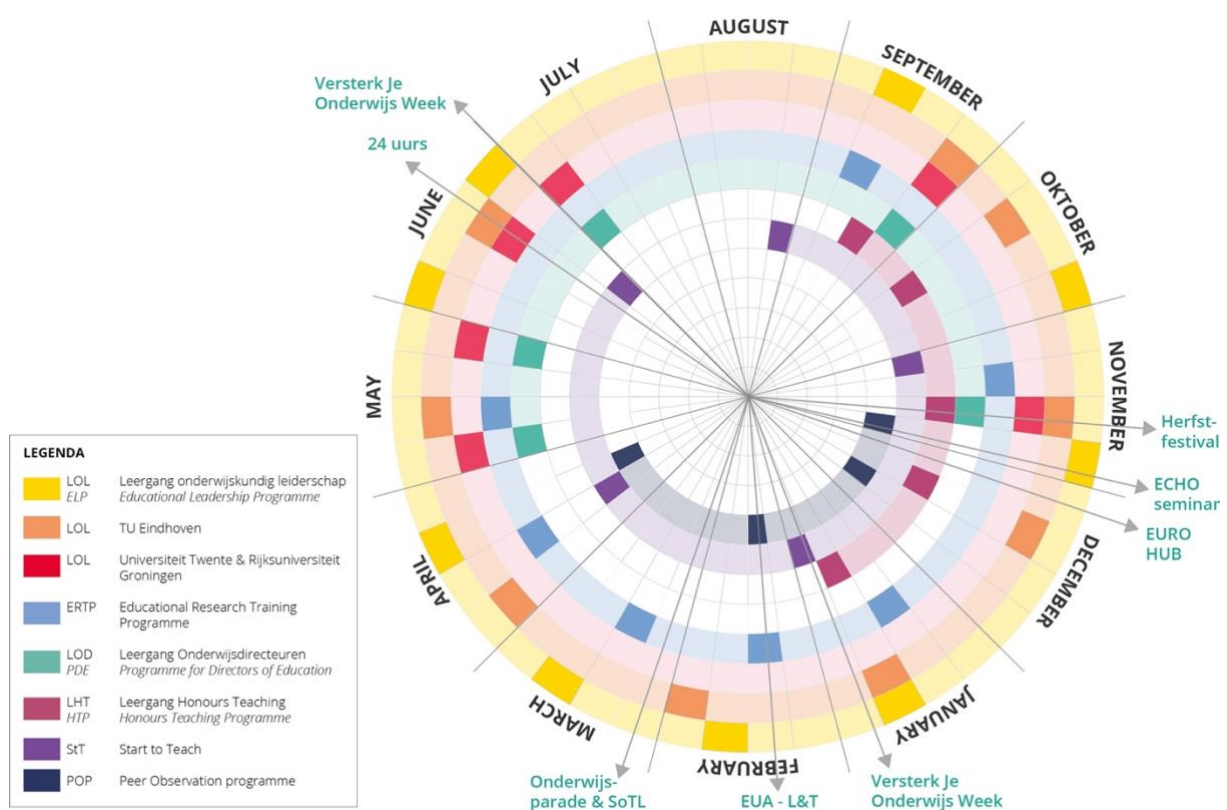 AUGUST
SEPTEMBER
OKTOBER
NOVEMBER
DECEMBER
JANUARY
FEBRUARY
MARCH
APRIL
MAY
JUNE
JULY
Versterk Je
Onderwijs Week
24 uurs
Herfst-
festival
ECHO
seminar
EURO
HUB
Versterk Je
Onderwijs Week
EUA - L&T
Onderwijs-
parade & SoTL
LEGENDA
LOL Leergang onderwijskundig leiderschap
ELP Educational Leadership Programme
LOL TU Eindhoven
LOL Universiteit Twente & Rijksuniversiteit
Groningen
ERTP Educational Research Training
Programme
LOD Leergang Onderwijsdirecteuren
PDE Programme for Directors of Education
LHT Leergang Honours Teaching
HTP Honours Teaching Programme
StT Start to Teach
POP Peer Observation programme